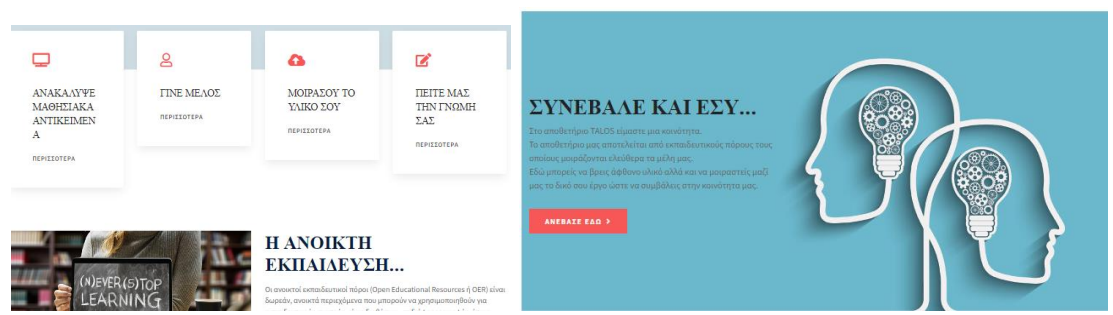 ΑΝΑΚΑΛΥΨΕ
ΜΑΘΗΣΙΑΚΑ
ΑΝΤΙΚΕΙΜΕΝ
Α
ΠΕΡΙΣΣΟΤΕΡΑ
ΓΙΝΕ ΜΕΛΟΣ
ΠΕΡΙΣΣΟΤΕΡΑ
ΜΟΙΡΑΣΟΥ ΤΟ
ΥΛΙΚΟ ΣΟΥ
ΠΕΡΙΣΣΟΤΕΡΑ
ΠΕΙΤΕ ΜΑΣ
ΤΗΝ ΓΝΩΜΗ
ΣΑΣ
ΠΕΡΙΣΣΟΤΕΡΑ
(N)EVER (S)TOP
LEARNING
Η ΑΝΟΙΚΤΗ
ΕΚΠΑΙΔΕΥΣΗ...
Οι ανοικτοί εκπαιδευτικοί πόροι (Open Educational Resources ή OER) είναι
δωρεάν, ανοικτά περιεχόμενα που μπορούν να χρησιμοποιηθούν για
ΣΥΝΕΒΑΛΕ ΚΑΙ ΕΣΥ...
Στο αποθετήριο TALOS είμαστε μια κοινότητα.
Το αποθετήριο μας αποτελείται από εκπαιδευτικούς πόρους τους
οποίους μοιράζονται ελεύθερα τα μέλη μας.
Εδώ μπορείς να βρεις άφθονο υλικό αλλά και να μοιραστείς μαζί
μας το δικό σου έργο ώστε να συμβάλεις στην κοινότητα μας.
ΑΝΕΒΑΣΕ ΕΔΩ >